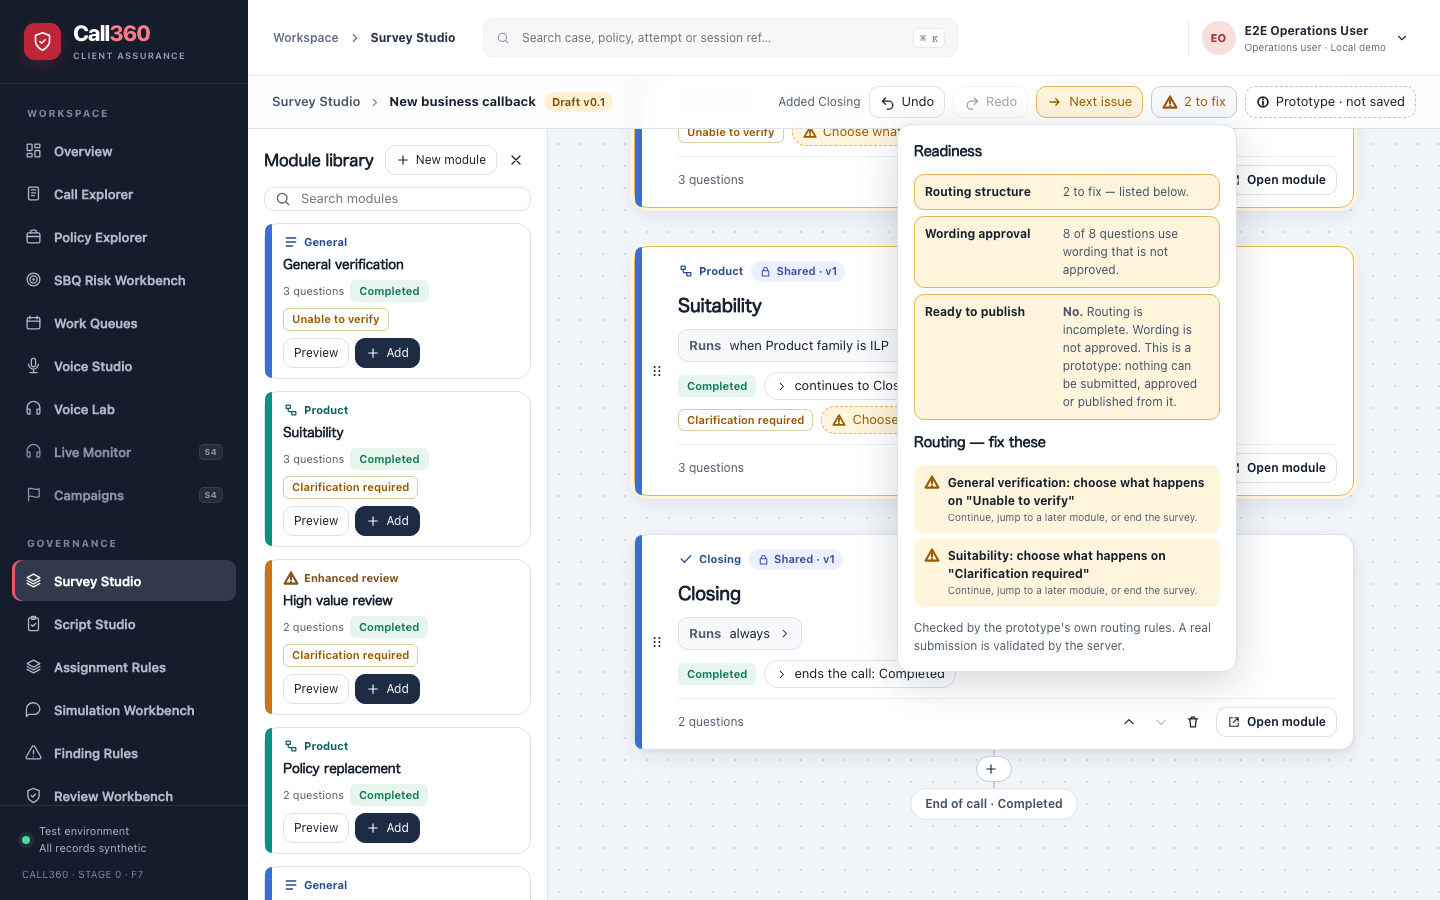 Call360
CLIENT ASSURANCE
WORKSPACE
Overview
Call Explorer
Policy Explorer
SBQ Risk Workbench
Work Queues
Voice Studio
Voice Lab
Live Monitor S4
Campaigns S4
GOVERNANCE
Survey Studio
Script Studio
Assignment Rules
Simulation Workbench
Finding Rules
Review Workbench
Test environment
All records synthetic
CALL360 · STAGE 0 · F7
Workspace > Survey Studio
Search case, policy, attempt or session ref...
⌘ K
EO
E2E Operations User
Operations user · Local demo
Survey Studio > New business callback Draft v0.1
Added Closing
Undo
Redo
Next issue
2 to fix
Prototype · not saved
Module library
+ New module
Search modules
General
General verification
3 questions Completed
Unable to verify
Preview + Add
Product
Suitability
3 questions Completed
Clarification required
Preview + Add
Enhanced review
High value review
2 questions Completed
Clarification required
Preview + Add
Product
Policy replacement
2 questions Completed
Preview + Add
General
Unable to verify Choose what
3 questions
Open module
Product Shared · v1
Suitability
Runs when Product family is ILP
Completed > continues to Clos
Clarification required Choose
3 questions
Open module
Closing Shared · v1
Closing
Runs always >
Completed > ends the call: Completed
2 questions
Open module
+
End of call · Completed
Readiness
Routing structure 2 to fix — listed below.
Wording approval 8 of 8 questions use
wording that is not
approved.
Ready to publish No. Routing is
incomplete. Wording is
not approved. This is a
prototype: nothing can
be submitted, approved
or published from it.
Routing — fix these
General verification: choose what happens
on "Unable to verify"
Continue, jump to a later module, or end the survey.
Suitability: choose what happens on
"Clarification required"
Continue, jump to a later module, or end the survey.
Checked by the prototype's own routing rules. A real
submission is validated by the server.